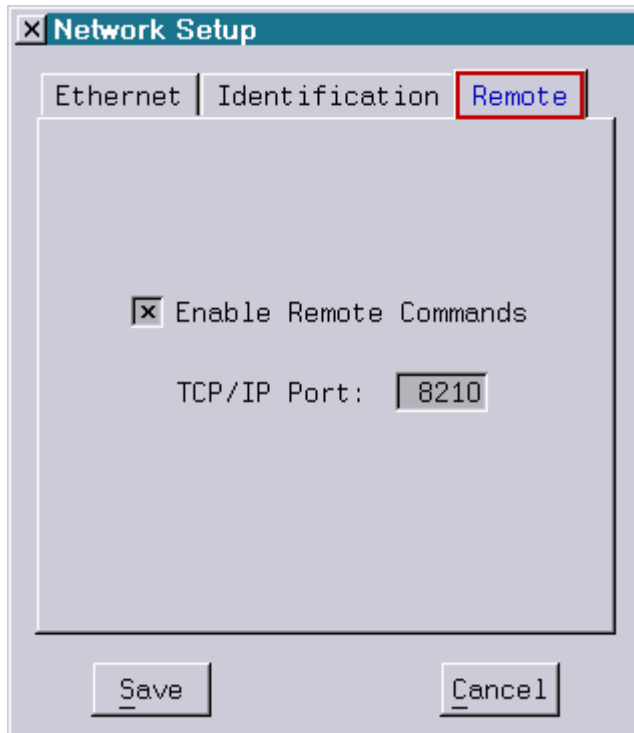 Network Setup
Ethernet Identification Remote
Enable Remote Commands
TCP/IP Port: 8210
Save Cancel